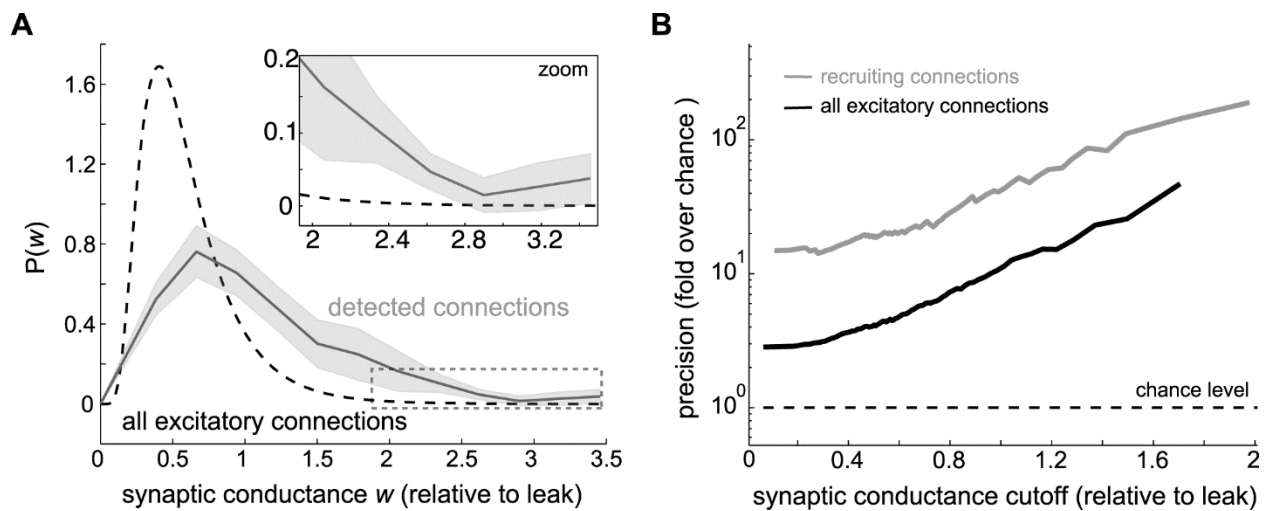 A
1.6
1.2
0.8
0.4
0
P(w)
0.2
0.1
0
zoom
2
2.4
2.8
3.2
detected connections
all excitatory connections
0
0.5
1
1.5
2
2.5
3
3.5
synaptic conductance w (relative to leak)
B
10²
10¹
10⁰
precision (fold over chance )
recruiting connections
all excitatory connections
chance level
0
0.4
0.8
1.2
1.6
2
synaptic conductance cutoff (relative to leak)